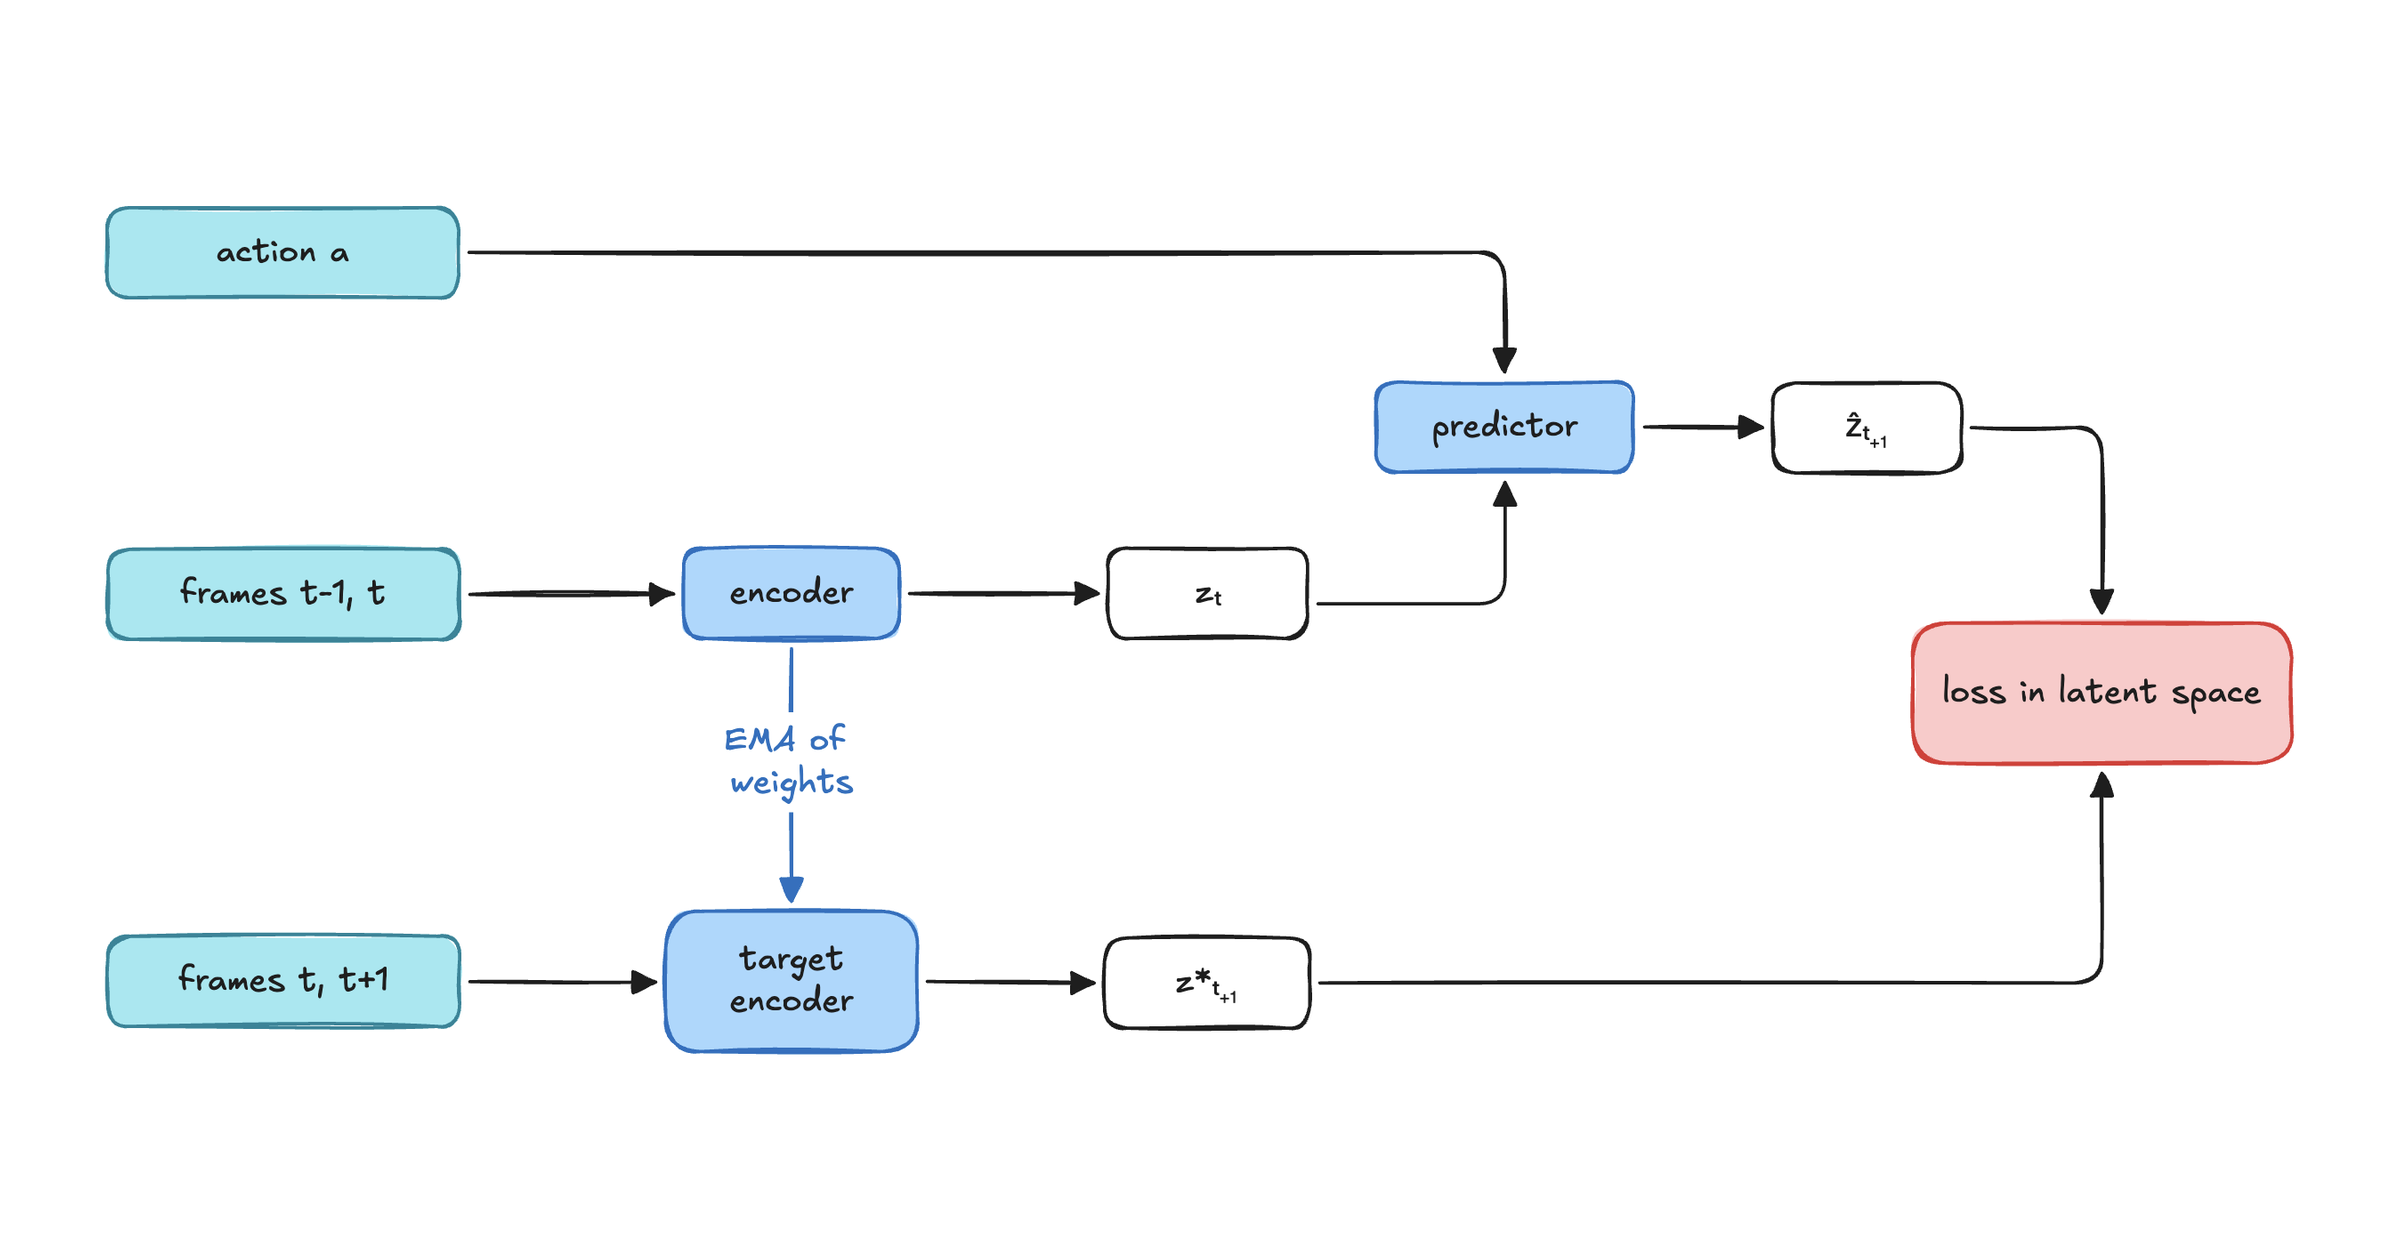 action a
predictor
ẑt+1
frames t-1, t
encoder
zt
loss in latent space
EMA of
weights
frames t, t+1
target
encoder
z*t+1